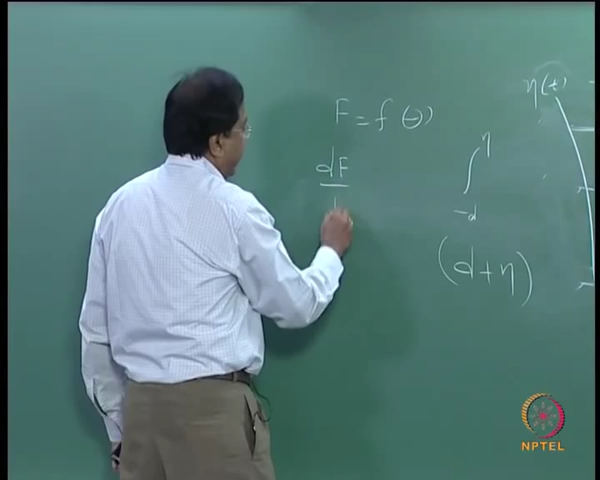 F = f(θ)
dF
∫
η
-d
(d+η)
η(t)
NPTEL